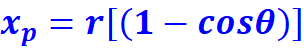 x_p = r[(1 − cosθ)]